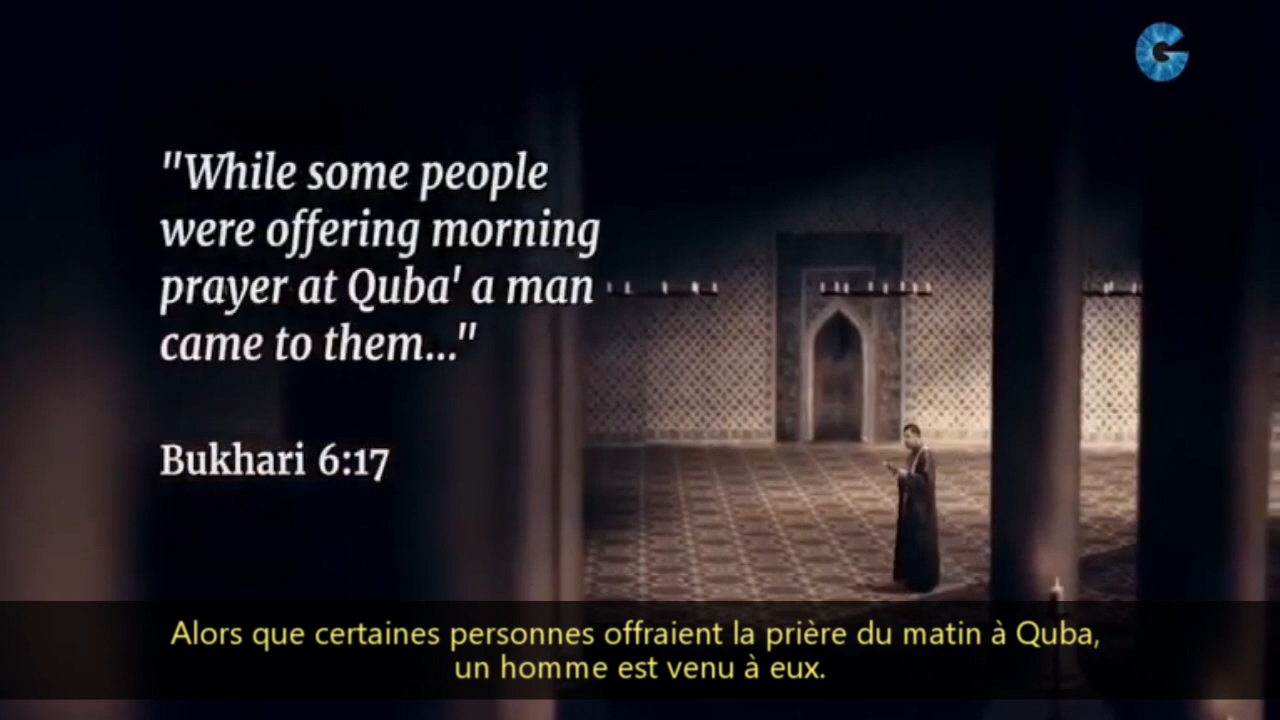 "While some people
were offering morning
prayer at Quba' a man
came to them..."
Bukhari 6:17
Alors que certaines personnes offraient la prière du matin à Quba,
un homme est venu à eux.